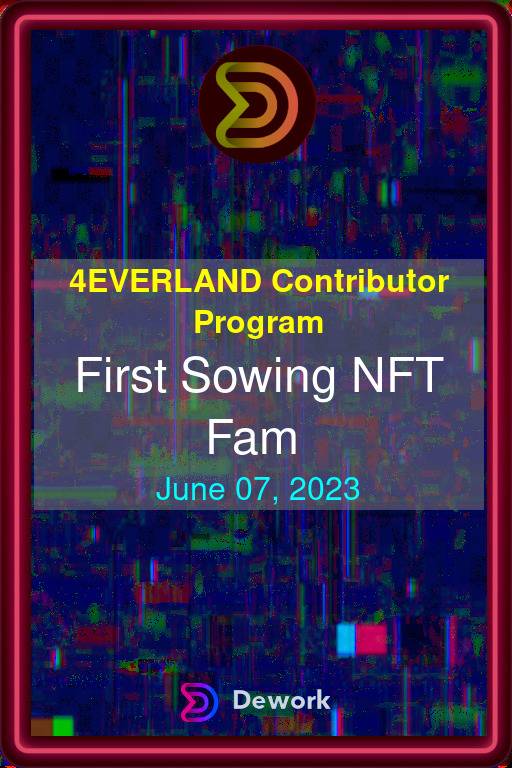 4EVERLAND Contributor
Program
First Sowing NFT
Fam
June 07, 2023
Dework